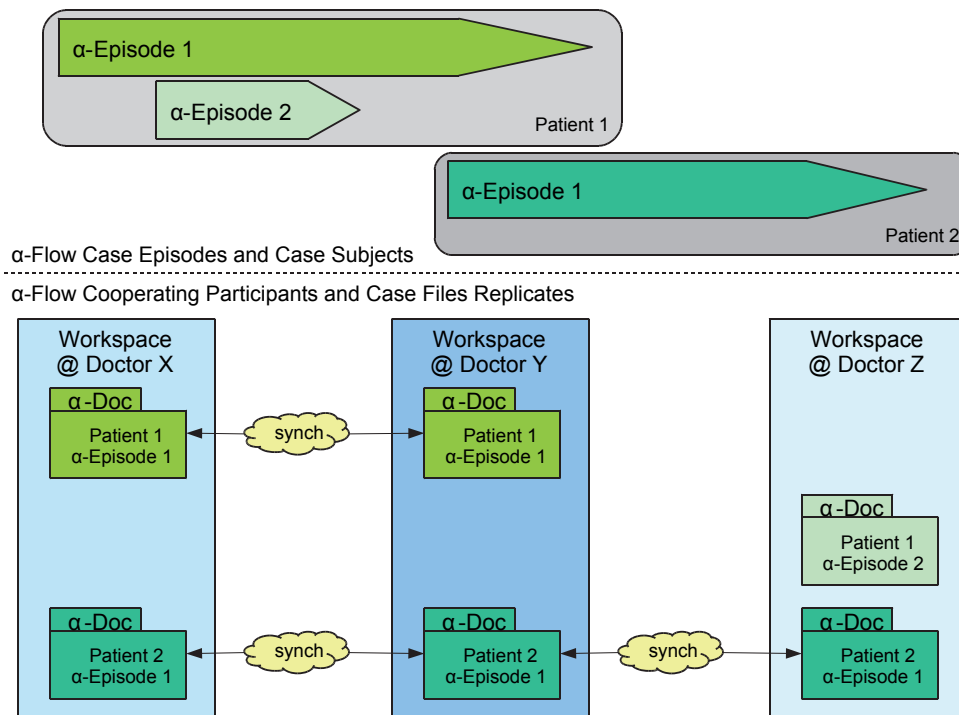 α-Episode 1
α-Episode 2
Patient 1
α-Episode 1
Patient 2
α-Flow Case Episodes and Case Subjects
α-Flow Cooperating Participants and Case Files Replicates
Workspace
@ Doctor X
α-Doc
Patient 1
α-Episode 1
synch
Workspace
@ Doctor Y
α-Doc
Patient 1
α-Episode 1
Workspace
@ Doctor Z
α-Doc
Patient 1
α-Episode 2
α-Doc
Patient 2
α-Episode 1
synch
α-Doc
Patient 2
α-Episode 1
synch
α-Doc
Patient 2
α-Episode 1